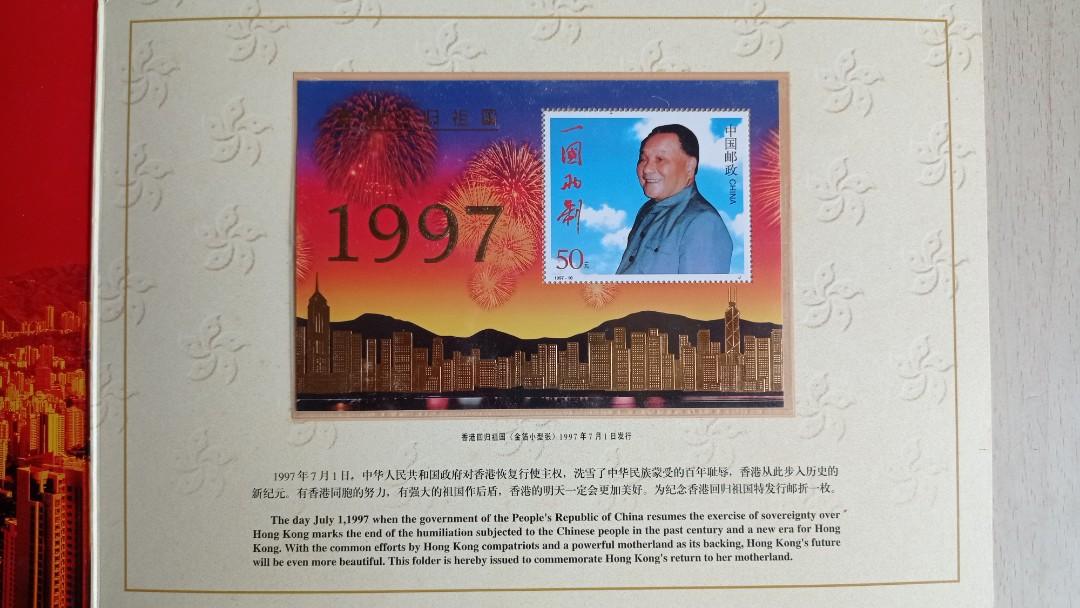 香港回归祖国
1997
一國两制
中国邮政 CHINA
50元
1997-10
香港回归祖国（金箔小型张）1997年7月1日发行
1997年7月1日，中华人民共和国政府对香港恢复行使主权，洗雪了中华民族蒙受的百年耻辱，香港从此步入历史的
新纪元。有香港同胞的努力，有强大的祖国作后盾，香港的明天一定会更加美好。为纪念香港回归祖国特发行邮折一枚。
The day July 1,1997 when the government of the People's Republic of China resumes the exercise of sovereignty over
Hong Kong marks the end of the humiliation subjected to the Chinese people in the past century and a new era for Hong
Kong. With the common efforts by Hong Kong compatriots and a powerful motherland as its backing, Hong Kong's future
will be even more beautiful. This folder is hereby issued to commemorate Hong Kong's return to her motherland.